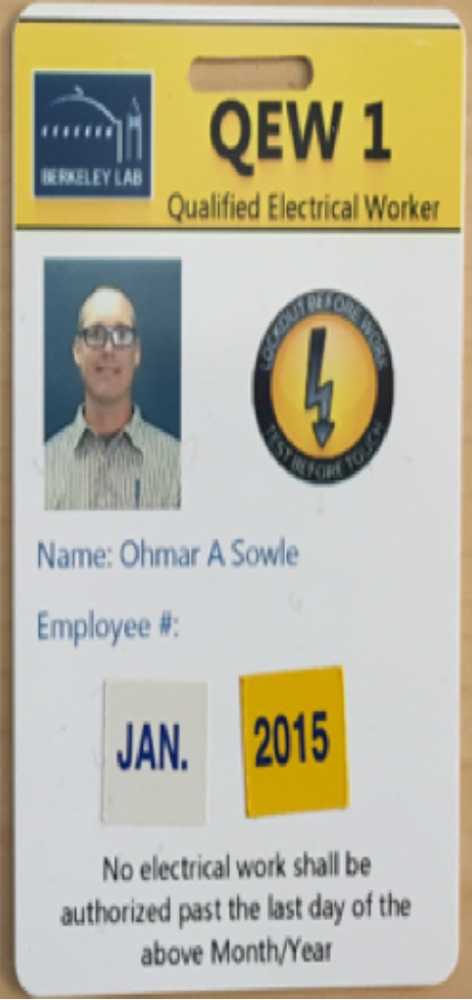 QEW 1
BERKELEY LAB
Qualified Electrical Worker
LOCKOUT BEFORE WORK
TEST BEFORE TOUCH
Name: Ohmar A Sowle
Employee #:
JAN. 2015
No electrical work shall be
authorized past the last day of the
above Month/Year